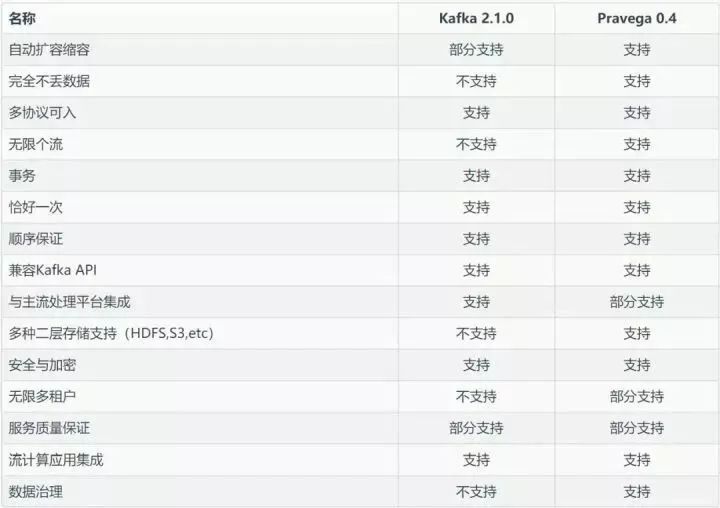 名称 Kafka 2.1.0 Pravega 0.4
自动扩容缩容 部分支持 支持
完全不丢数据 不支持 支持
多协议可入 支持 支持
无限个流 不支持 支持
事务 支持 支持
恰好一次 支持 支持
顺序保证 支持 支持
兼容Kafka API 支持 支持
与主流处理平台集成 支持 部分支持
多种二层存储支持（HDFS,S3,etc） 不支持 支持
安全与加密 支持 支持
无限多租户 不支持 部分支持
服务质量保证 部分支持 部分支持
流计算应用集成 支持 支持
数据治理 不支持 支持